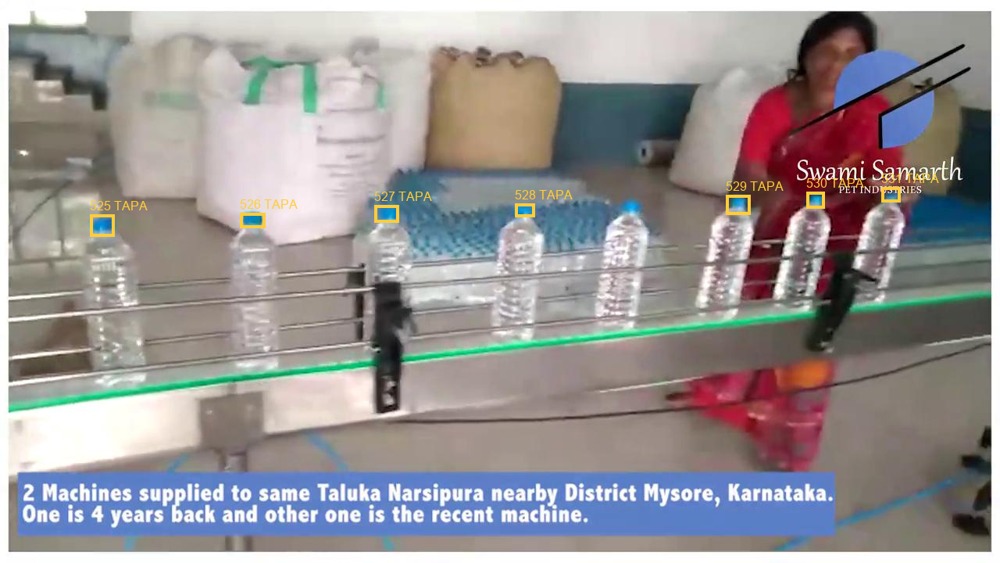 Swami Samarth
PET INDUSTRIES
525 TAPA
526 TAPA
527 TAPA
528 TAPA
529 TAPA
530 TAPA
531 TAPA
2 Machines supplied to same Taluka Narsipura nearby District Mysore, Karnataka.
One is 4 years back and other one is the recent machine.